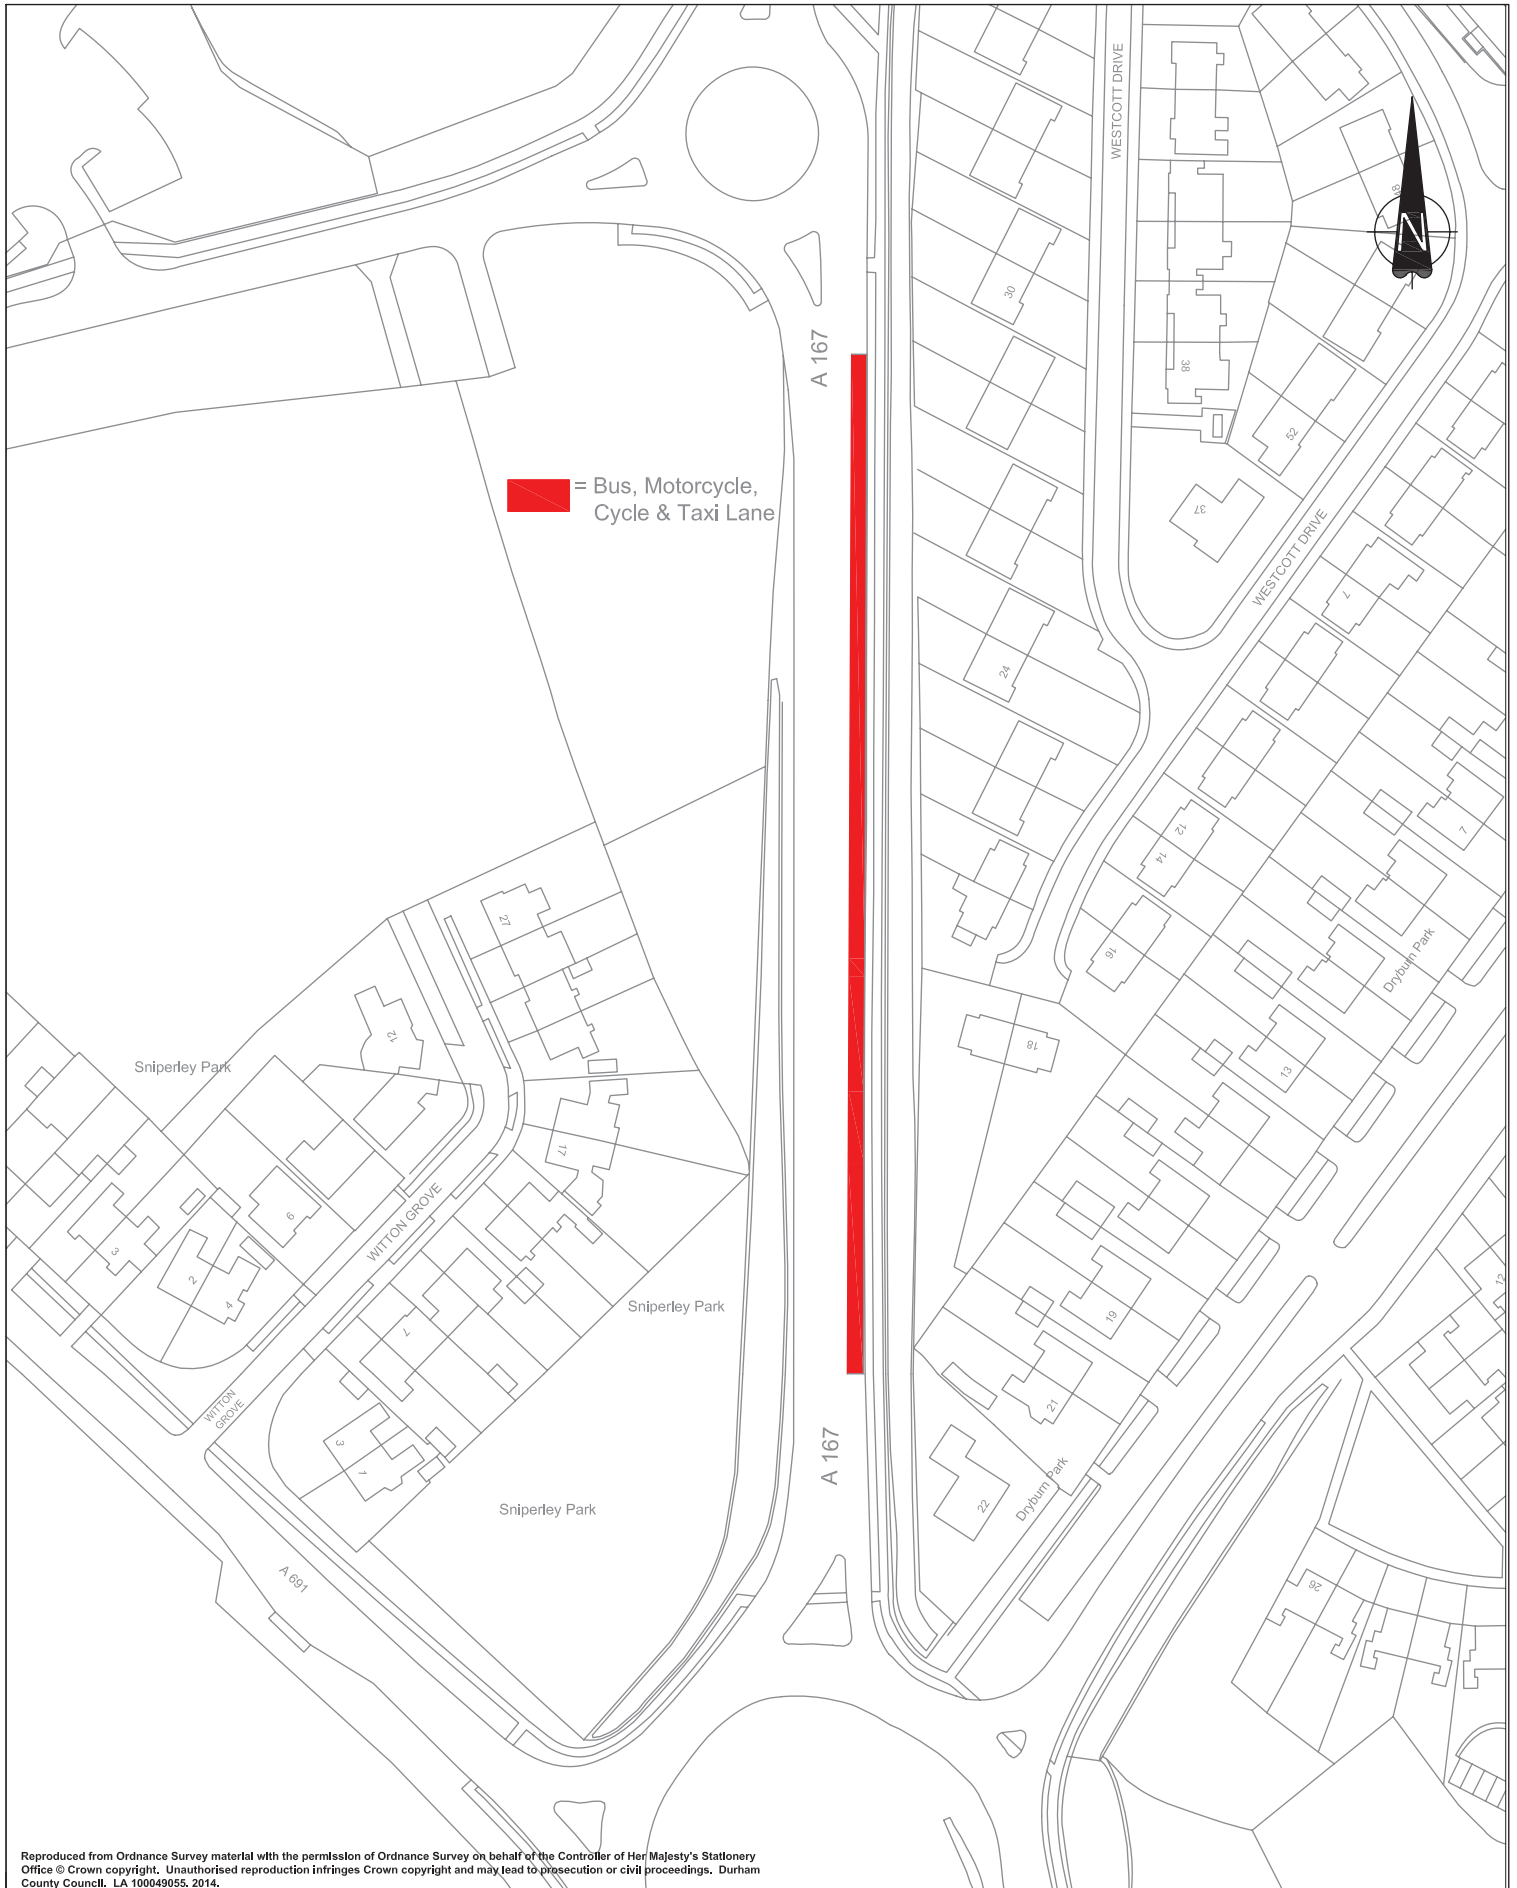 WESTCOTT DRIVE
48
N
30
A 167
38
52
= Bus, Motorcycle,
Cycle & Taxi Lane
37
WESTCOTT DRIVE
7
24
12
14
7
27
16
Dryburn Park
12
18
Sniperley Park
13
17
WITTON GROVE
6
3
2
4
Sniperley Park
12
19
7
21
WITTON
GROVE
3
1
A 167
Dryburn Park
22
Sniperley Park
A 691
26
Reproduced from Ordnance Survey material with the permission of Ordnance Survey on behalf of the Controller of Her Majesty's Stationery
Office © Crown copyright. Unauthorised reproduction infringes Crown copyright and may lead to prosecution or civil proceedings. Durham
County Council. LA 100049055. 2014.